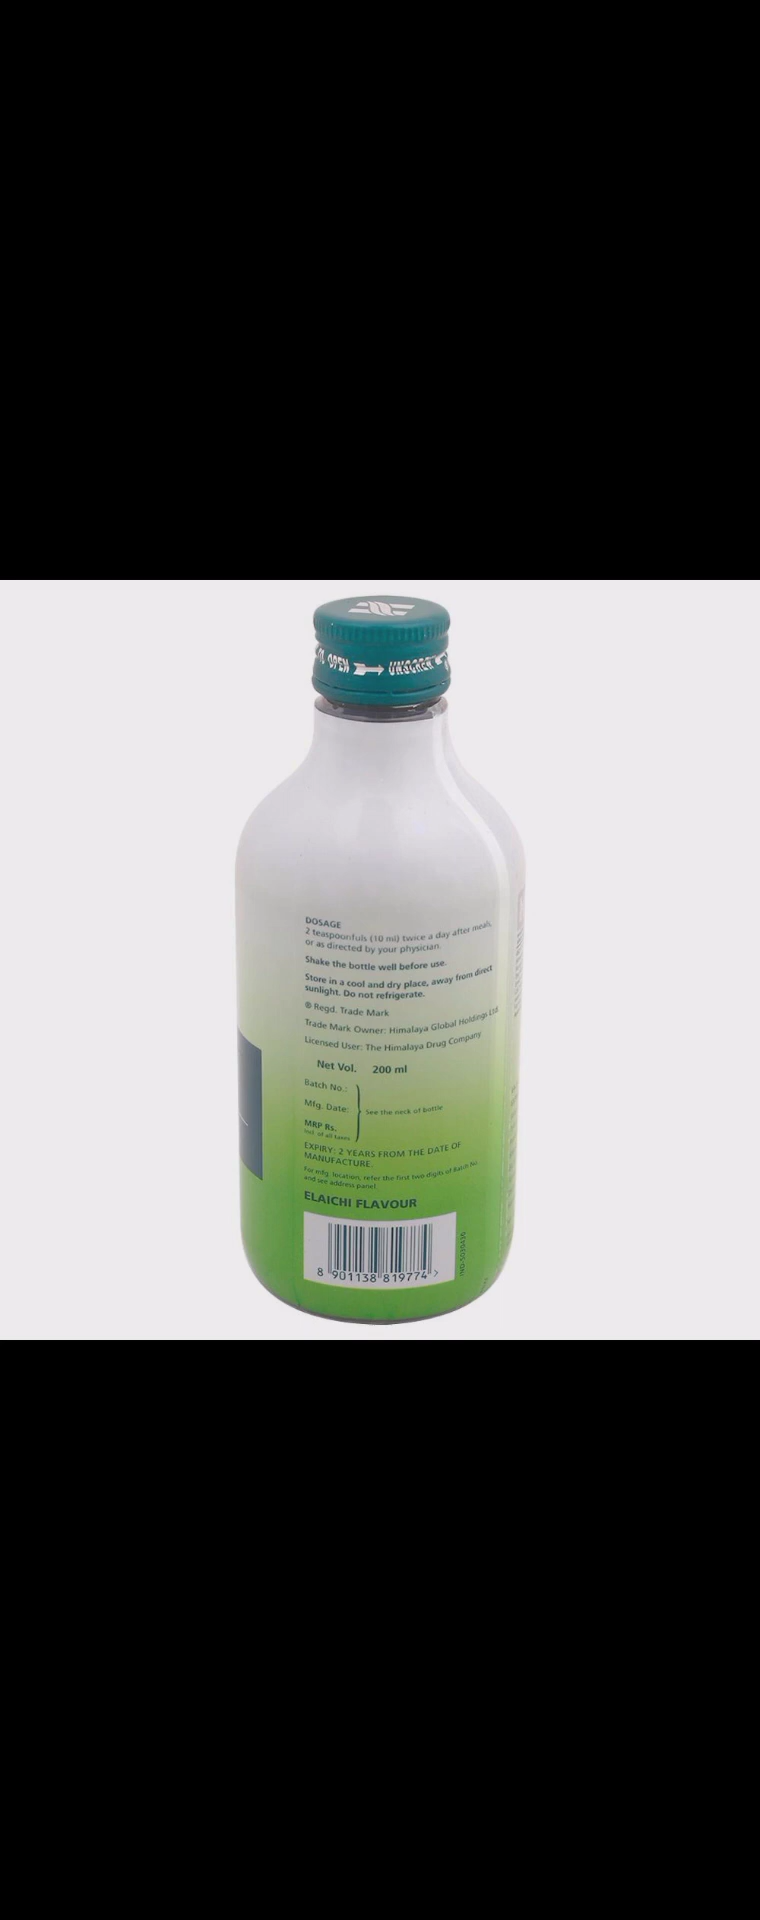 TO OPEN → UNSCREW
DOSAGE
2 teaspoonfuls (10 ml) twice a day after meals,
or as directed by your physician.
Shake the bottle well before use.
Store in a cool and dry place, away from direct
sunlight. Do not refrigerate.
® Regd. Trade Mark
Trade Mark Owner: Himalaya Global Holdings Ltd.
Licensed User: The Himalaya Drug Company
Net Vol. 200 ml
Batch No.:
Mfg. Date:
See the neck of bottle
MRP Rs.
incl. of all taxes
EXPIRY: 2 YEARS FROM THE DATE OF
MANUFACTURE.
For mfg. location, refer the first two digits of Batch No.
and see address panel.
ELAICHI FLAVOUR
8 901138 819774 >